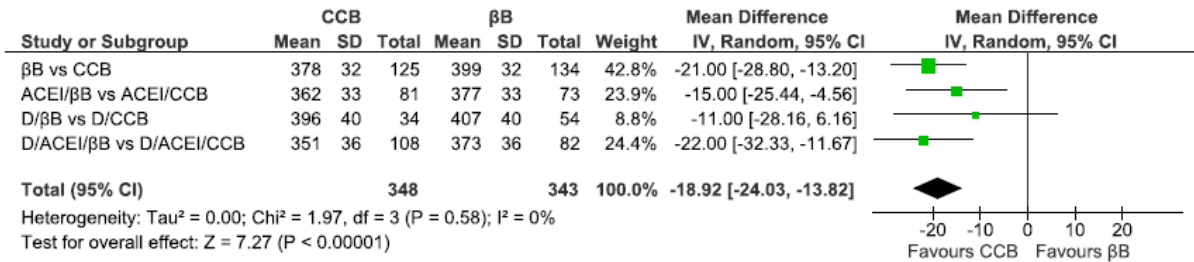 CCB βB Mean Difference Mean Difference
Study or Subgroup Mean SD Total Mean SD Total Weight IV, Random, 95% CI IV, Random, 95% CI
βB vs CCB 378 32 125 399 32 134 42.8% -21.00 [-28.80, -13.20]
ACEI/βB vs ACEI/CCB 362 33 81 377 33 73 23.9% -15.00 [-25.44, -4.56]
D/βB vs D/CCB 396 40 34 407 40 54 8.8% -11.00 [-28.16, 6.16]
D/ACEI/βB vs D/ACEI/CCB 351 36 108 373 36 82 24.4% -22.00 [-32.33, -11.67]
Total (95% CI) 348 343 100.0% -18.92 [-24.03, -13.82]
Heterogeneity: Tau² = 0.00; Chi² = 1.97, df = 3 (P = 0.58); I² = 0%
Test for overall effect: Z = 7.27 (P < 0.00001)
-20 -10 0 10 20
Favours CCB Favours βB